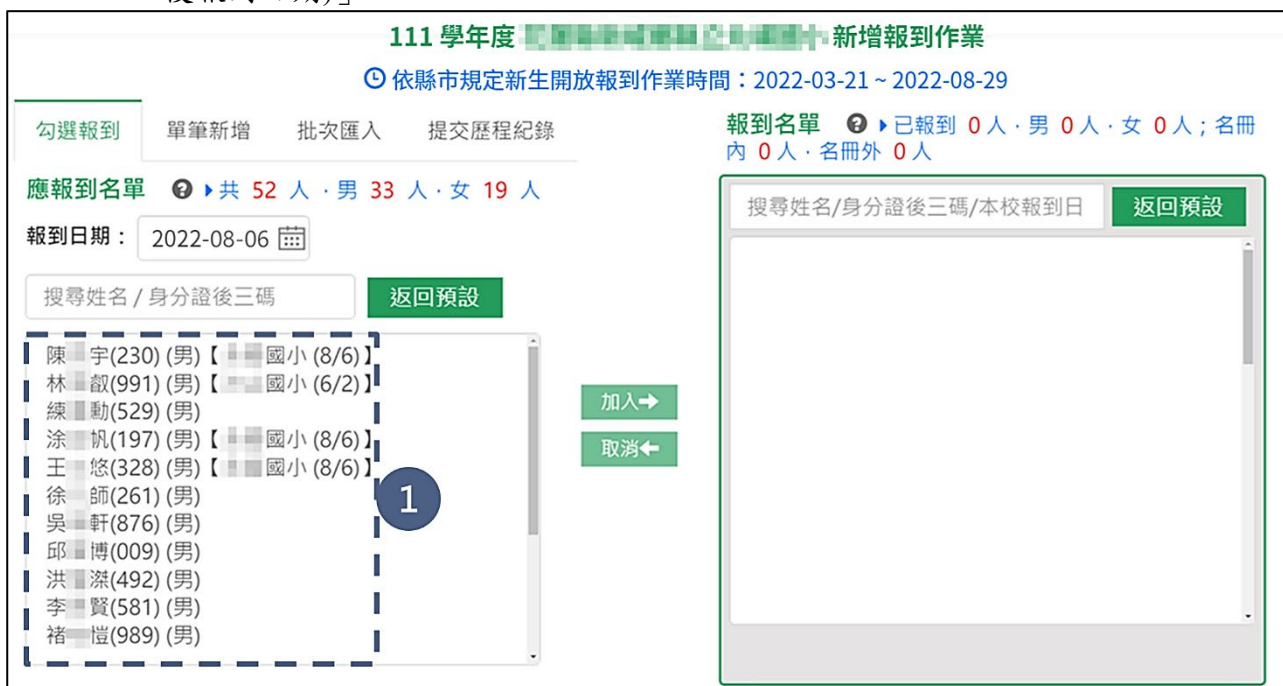 111 學年度 新增報到作業
依縣市規定新生開放報到作業時間：2022-03-21 ~ 2022-08-29
勾選報到 單筆新增 批次匯入 提交歷程紀錄
應報到名單 ? 共 52 人 · 男 33 人 · 女 19 人
報到日期： 2022-08-06
搜尋姓名 / 身分證後三碼 返回預設
陳 宇(230) (男)【 國小 (8/6)】
林 叡(991) (男)【 國小 (6/2)】
練 勳(529) (男)
涂 帆(197) (男)【 國小 (8/6)】
王 悠(328) (男)【 國小 (8/6)】
徐 師(261) (男)
吳 軒(876) (男)
邱 博(009) (男)
洪 滐(492) (男)
李 賢(581) (男)
褚 愷(989) (男)
1
加入
取消
報到名單 ? 已報到 0 人 · 男 0 人 · 女 0 人；名冊
內 0 人 · 名冊外 0 人
搜尋姓名/身分證後三碼/本校報到日 返回預設